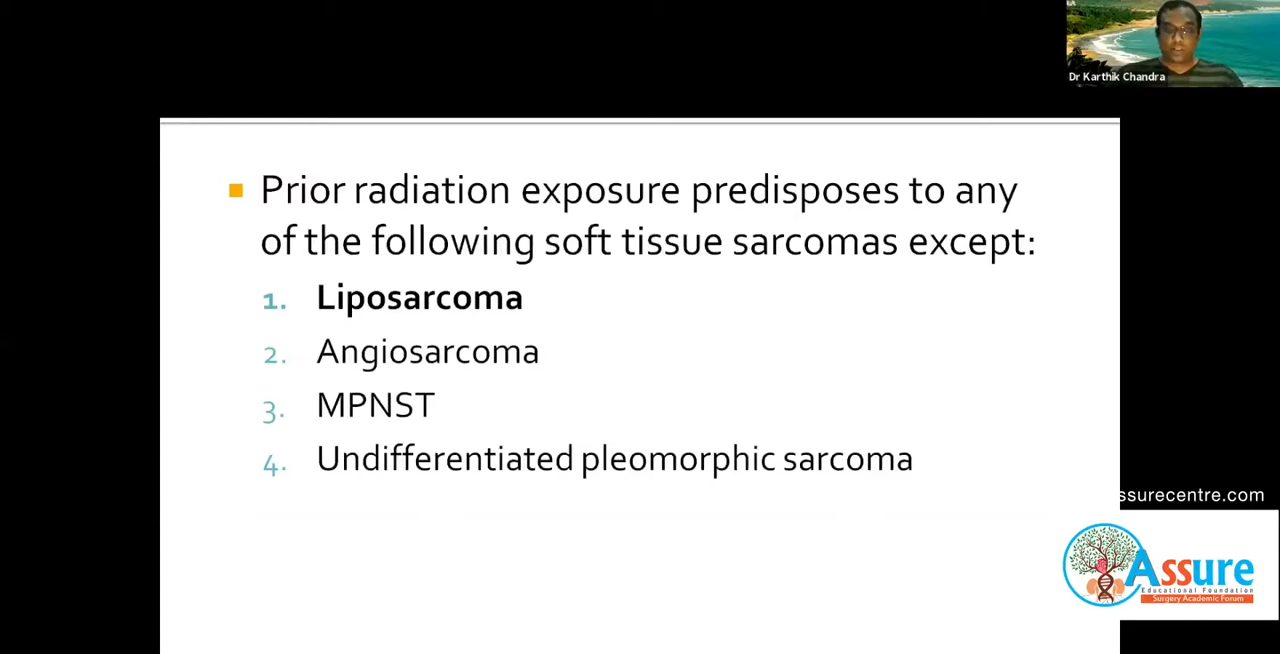 Dr Karthik Chandra
Prior radiation exposure predisposes to any
of the following soft tissue sarcomas except:
1. Liposarcoma
2. Angiosarcoma
3. MPNST
4. Undifferentiated pleomorphic sarcoma
ssurecentre.com
Assure
Educational Foundation
Surgery Academic Forum